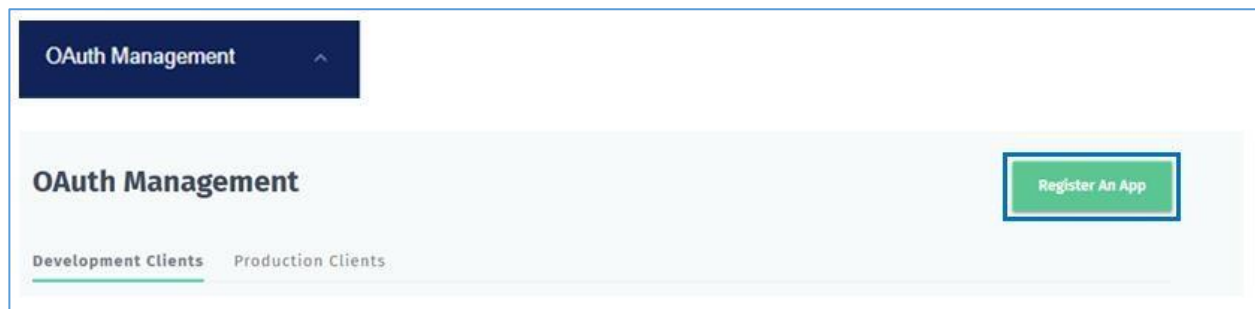 OAuth Management
OAuth Management
Register An App
Development Clients Production Clients